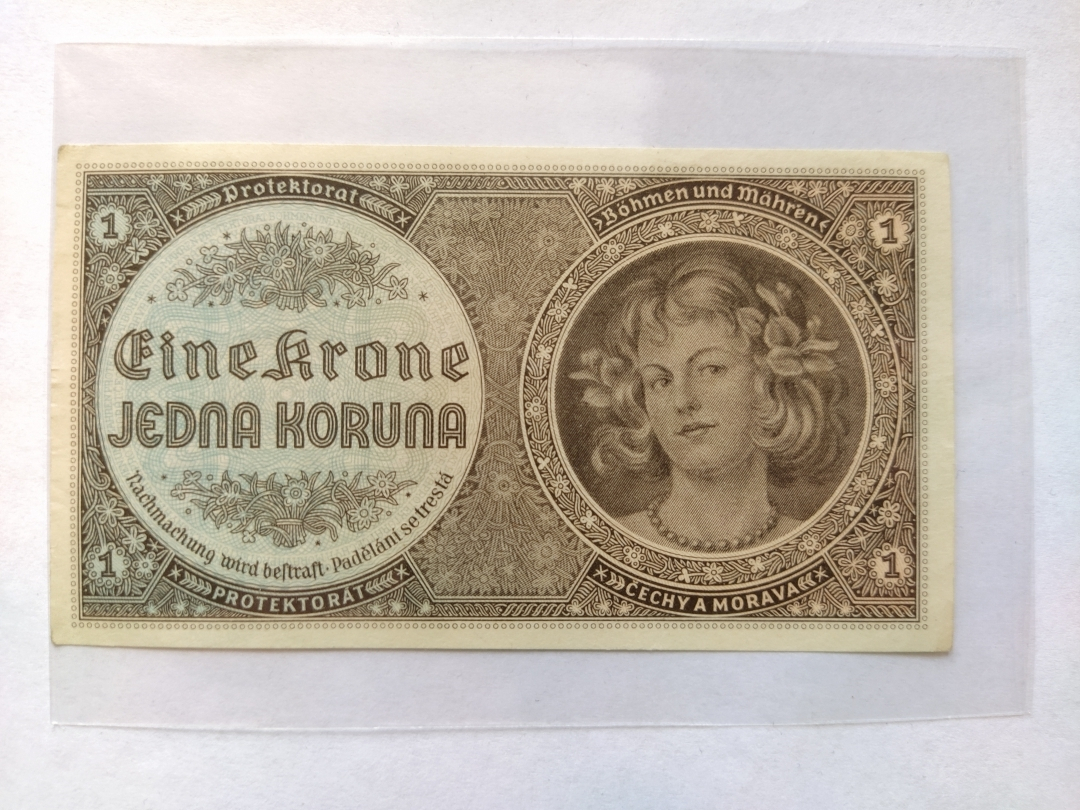 Protektorat
Böhmen und Mähren
1
1
Eine Krone
JEDNA KORUNA
Nachmachung wird bestraft · Padělání se trestá
1
1
PROTEKTORÁT
ČECHY A MORAVA